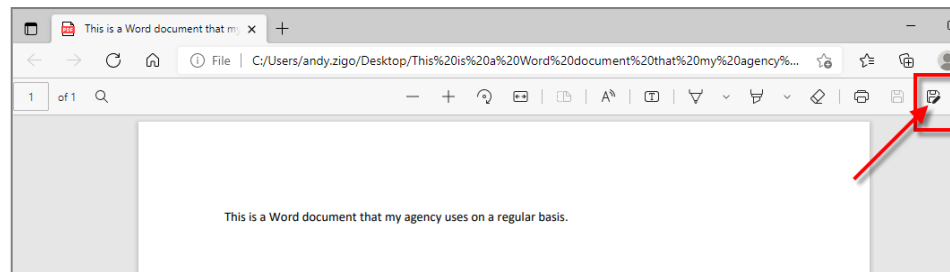 PDF This is a Word document that m
File C:/Users/andy.zigo/Desktop/This%20is%20a%20Word%20document%20that%20my%20agency%...
1 of 1 A T
This is a Word document that my agency uses on a regular basis.